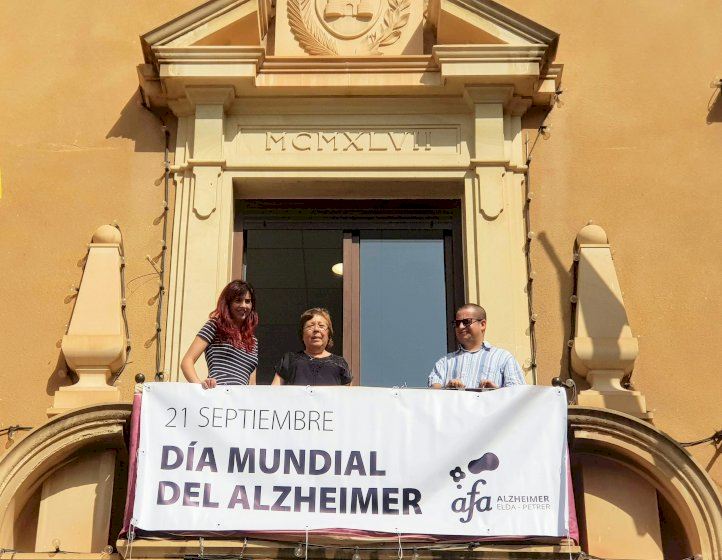 MCMXLVII
21 SEPTIEMBRE
DÍA MUNDIAL
DEL ALZHEIMER
afa ALZHEIMER
ELDA - PETRER